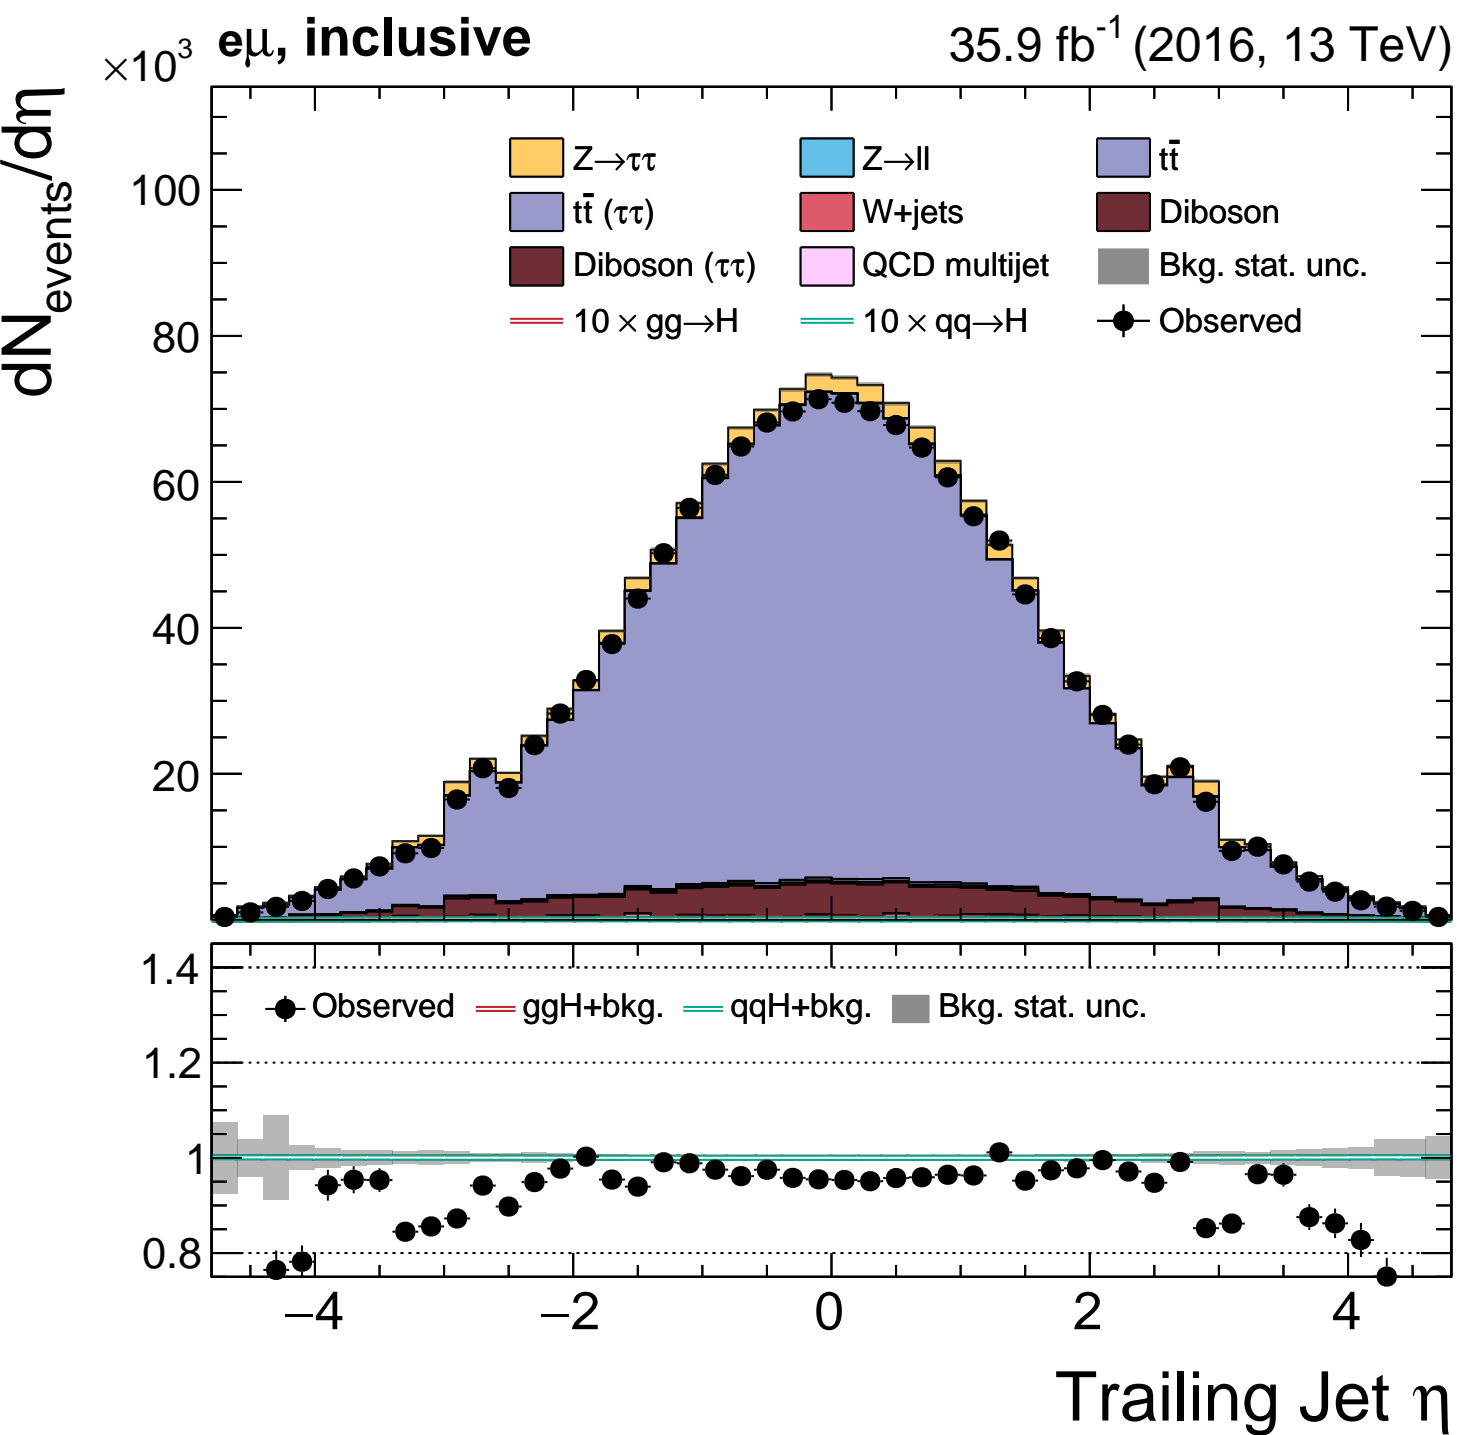 eμ, inclusive 35.9 fb⁻¹ (2016, 13 TeV)
×10³
dN_events/dη
Z→ττ Z→ll tt̄
tt̄ (ττ) W+jets Diboson
Diboson (ττ) QCD multijet Bkg. stat. unc.
10 × gg→H 10 × qq→H Observed
100
80
60
40
20
1.4
Observed ggH+bkg. qqH+bkg. Bkg. stat. unc.
1.2
1
0.8
−4 −2 0 2 4
Trailing Jet η